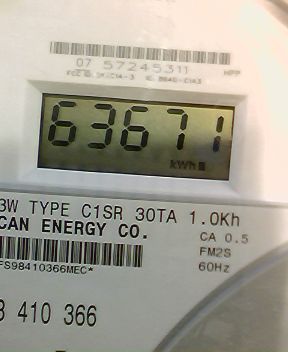 07 57245311 HPP
63671
kWh
3W TYPE C1SR 30TA 1.0Kh
CAN ENERGY CO.
CA 0.5
FM2S
60Hz
FS98410366MEC*
3 410 366